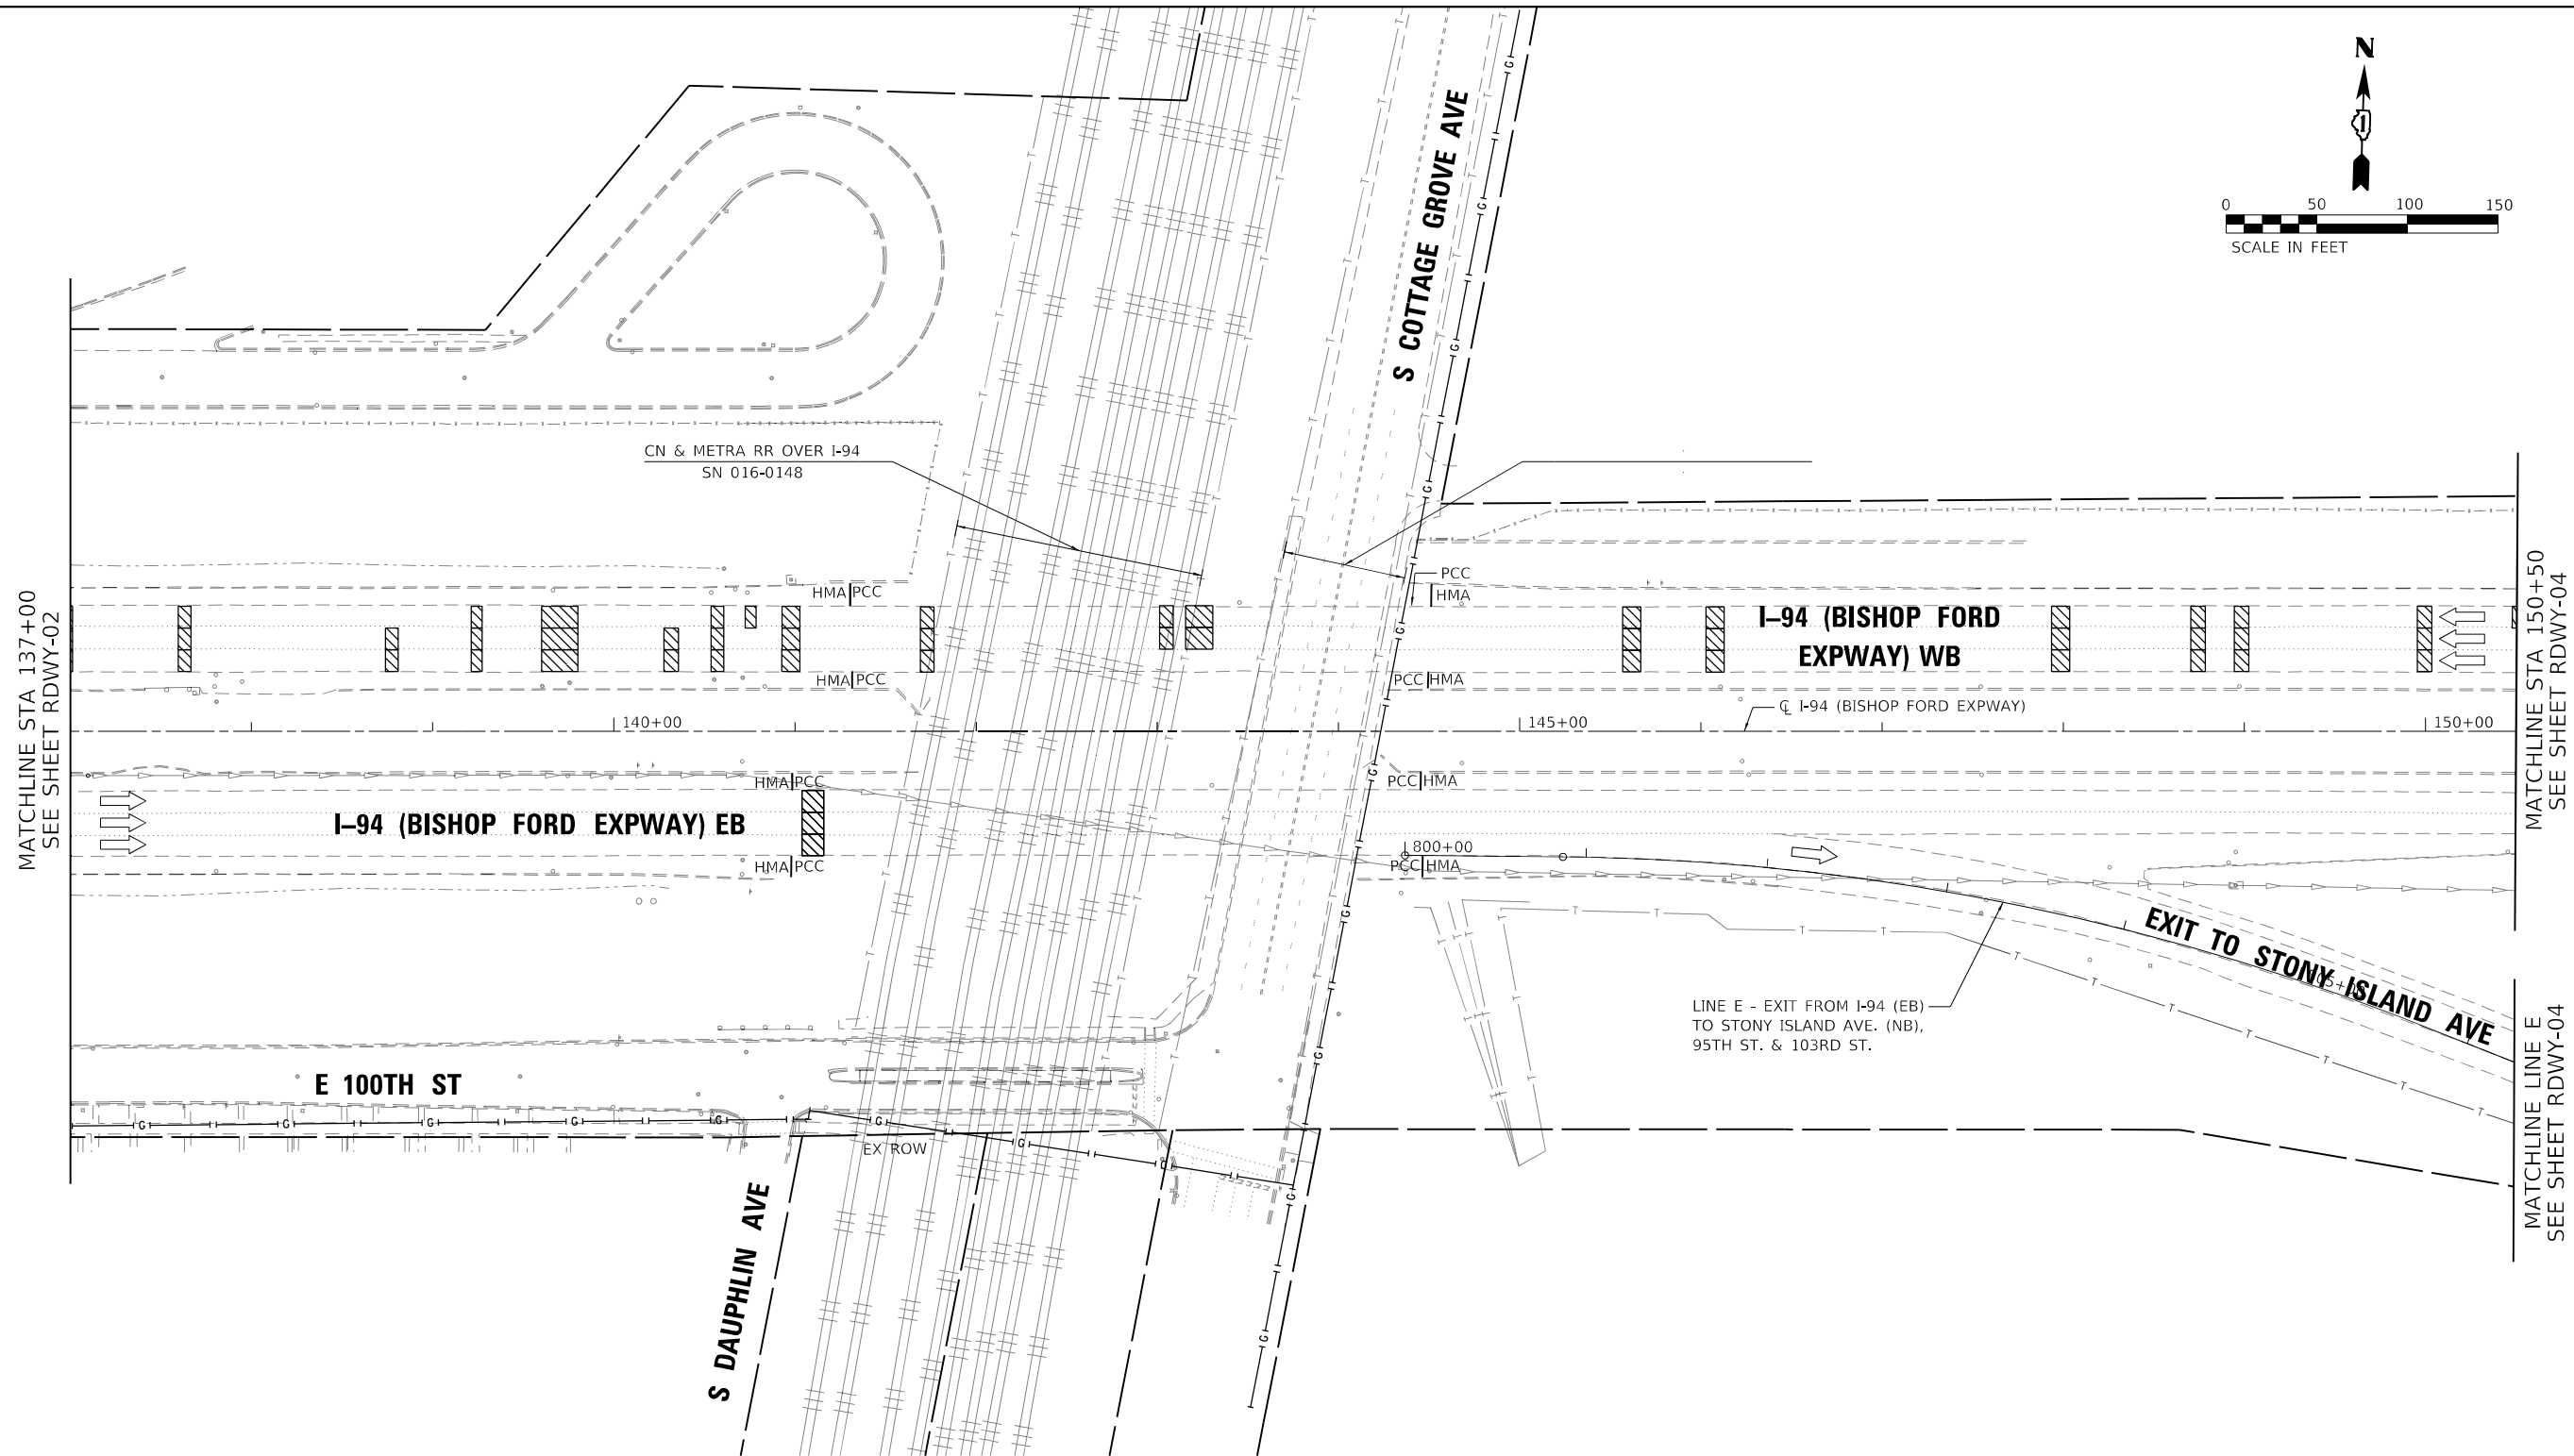 N
0 50 100 150
SCALE IN FEET
S COTTAGE GROVE AVE
CN & METRA RR OVER I-94
SN 016-0148
MATCHLINE STA 137+00
SEE SHEET RDWY-02
MATCHLINE STA 150+50
SEE SHEET RDWY-04
HMA PCC
PCC
HMA
I-94 (BISHOP FORD
EXPWAY) WB
HMA PCC
PCC HMA
℄ I-94 (BISHOP FORD EXPWAY)
140+00
145+00
150+00
HMA PCC
PCC HMA
I-94 (BISHOP FORD EXPWAY) EB
800+00
HMA PCC
PCC HMA
EXIT TO STONY ISLAND AVE
LINE E - EXIT FROM I-94 (EB)
TO STONY ISLAND AVE. (NB),
95TH ST. & 103RD ST.
E 100TH ST
EX ROW
S DAUPHLIN AVE
MATCHLINE LINE E
SEE SHEET RDWY-04